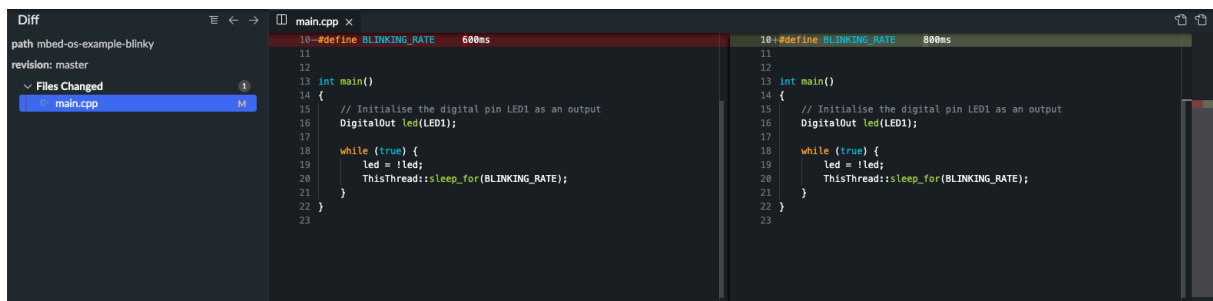 Diff
path mbed-os-example-blinky
revision: master
Files Changed 1
main.cpp M
main.cpp ×
10-#define BLINKING_RATE 600ms
11
12
13 int main()
14 {
15 // Initialise the digital pin LED1 as an output
16 DigitalOut led(LED1);
17
18 while (true) {
19 led = !led;
20 ThisThread::sleep_for(BLINKING_RATE);
21 }
22 }
23
10+#define BLINKING_RATE 800ms
11
12
13 int main()
14 {
15 // Initialise the digital pin LED1 as an output
16 DigitalOut led(LED1);
17
18 while (true) {
19 led = !led;
20 ThisThread::sleep_for(BLINKING_RATE);
21 }
22 }
23